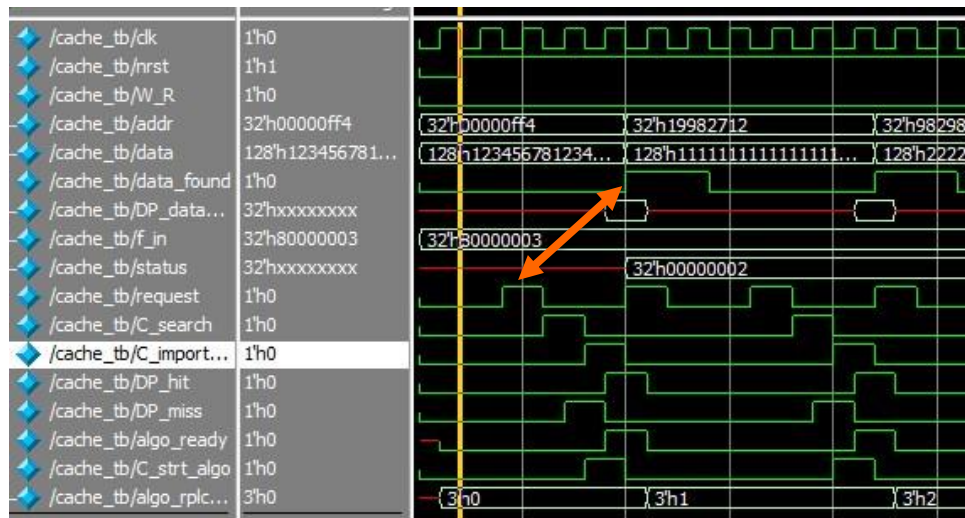 /cache_tb/clk 1'h0
/cache_tb/nrst 1'h1
/cache_tb/W_R 1'h0
/cache_tb/addr 32'h00000ff4 32'h00000ff4 32'h19982712 32'h98298
/cache_tb/data 128'h123456781... 128'h123456781234... 128'h1111111111111111... 128'h2222
/cache_tb/data_found 1'h0
/cache_tb/DP_data... 32'hxxxxxxxx
/cache_tb/f_in 32'h80000003 32'h80000003
/cache_tb/status 32'hxxxxxxxx 32'h00000002
/cache_tb/request 1'h0
/cache_tb/C_search 1'h0
/cache_tb/C_import... 1'h0
/cache_tb/DP_hit 1'h0
/cache_tb/DP_miss 1'h0
/cache_tb/algo_ready 1'h0
/cache_tb/C_strt_algo 1'h0
/cache_tb/algo_rplc... 3'h0 3'h0 3'h1 3'h2